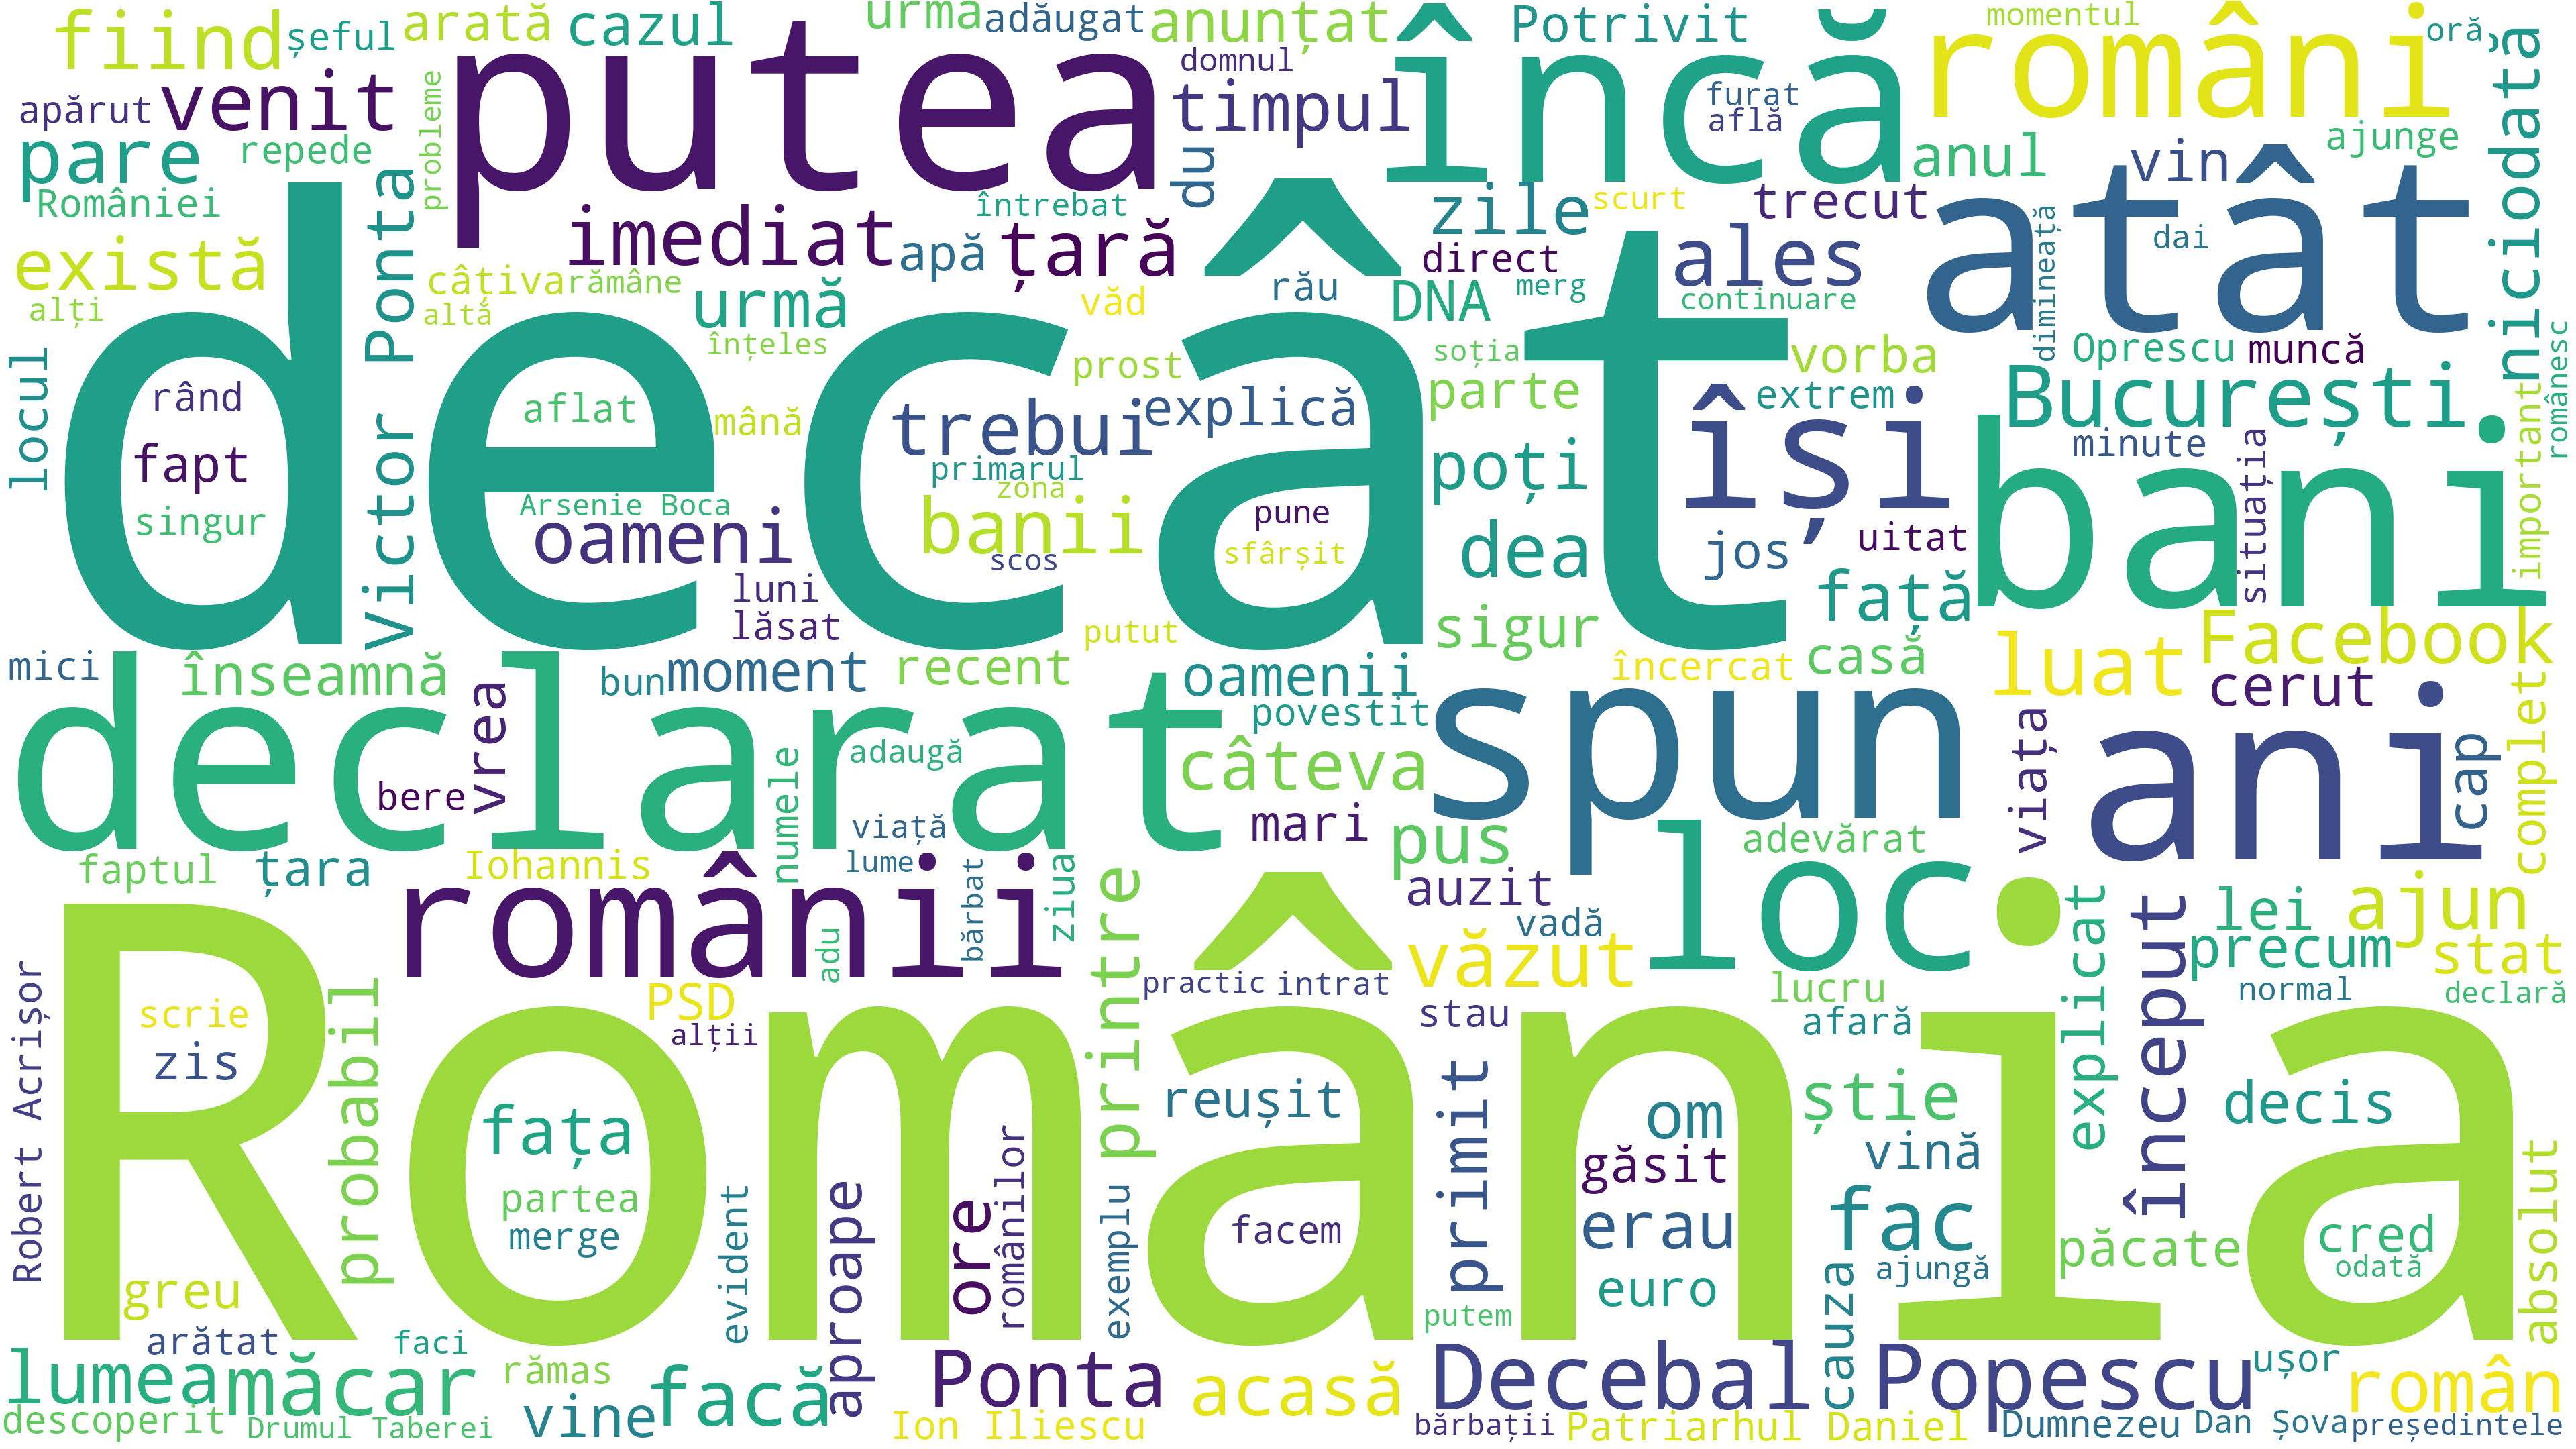 fiind
șeful
arată
cazul
urma
adăugat
anunțat
Potrivit
momentul
români
oră
apărut
venit
probleme
putea
domnul
timpul
încă
furat
află
niciodată
pare
repede
României
Victor Ponta
imediat
întrebat
apă
țară
du
zile
scurt
direct
anul
trecut
ales
vin
ajunge
atât
dai
dimineață
există
alți
câțiva
rămâne
altă
urmă
înțeles
văd
rău
DNA
merg
continuare
decât
locul
rând
fapt
singur
aflat
mână
Arsenie Boca
oameni
luni
lăsat
prost
trebui
explică
primarul
zona
banii
scos
pune
sfârșit
putut
soția
parte
poți
dea
sigur
vorba
extrem
își
jos
uitat
față
Oprescu
muncă
București
minute
bani
situația
important
românesc
mici
înseamnă
vrea
bun
moment
recent
oamenii
povestit
încercat
casă
luat
Facebook
cerut
declarat
bere
numele
adaugă
viață
lume
câteva
mari
spun
pus
auzit
vadă
loc
adevărat
viața
ani
cap
complet
faptul
țara
Iohannis
românii
bărbat
ziua
adu
printre
practic
intrat
văzut
stau
lucru
afară
explicat
început
lei
ajun
precum
stat
normal
declară
România
Robert Acrișor
scrie
zis
probabil
PSD
alții
fața
partea
merge
evident
aproape
ore
românilor
exemplu
reușit
facem
primit
putem
om
găsit
erau
euro
știe
vină
fac
ajungă
cauza
decis
păcate
cred
odată
absolut
greu
arătat
faci
lumea
măcar
rămas
descoperit
Drumul Taberei
vine
facă
Ponta
Ion Iliescu
acasă
Decebal Popescu
bărbații
Patriarhul Daniel
Dumnezeu
ușor
Dan Șova
român
președintele